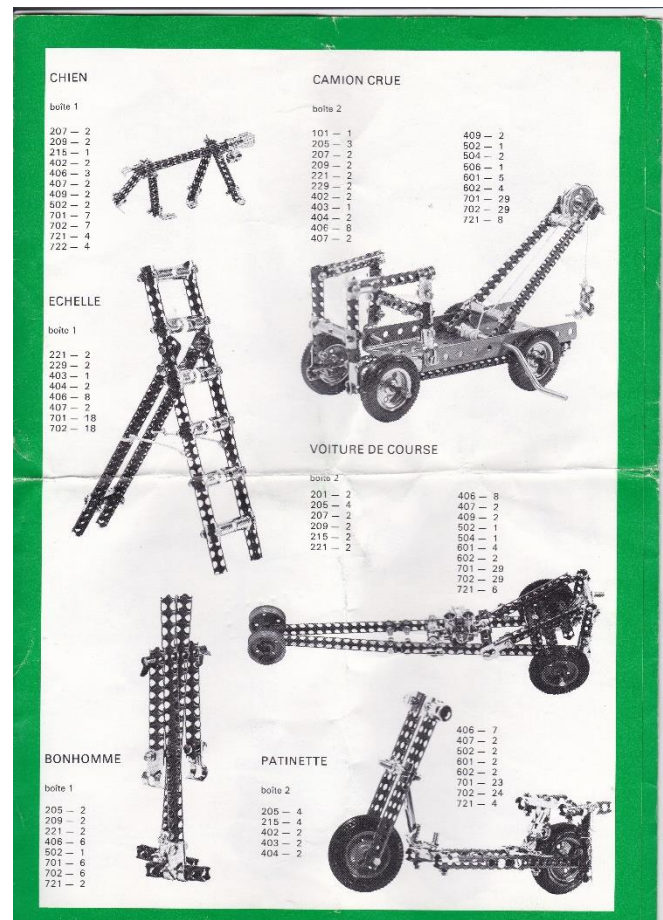 CHIEN
boîte 1
207 — 2
209 — 2
215 — 1
402 — 2
406 — 3
407 — 2
409 — 2
502 — 2
701 — 7
702 — 7
721 — 4
722 — 4
CAMION CRUE
boîte 2
101 — 1
205 — 3
207 — 2
209 — 2
221 — 2
229 — 2
402 — 2
403 — 1
404 — 2
406 — 8
407 — 2
409 — 2
502 — 1
504 — 2
506 — 1
601 — 5
602 — 4
701 — 29
702 — 29
721 — 8
ECHELLE
boîte 1
221 — 2
229 — 2
403 — 1
404 — 2
406 — 8
407 — 2
701 — 18
702 — 18
VOITURE DE COURSE
boîte 2
201 — 2
205 — 4
207 — 2
209 — 2
215 — 2
221 — 2
406 — 8
407 — 2
409 — 2
502 — 1
504 — 1
601 — 4
602 — 2
701 — 29
702 — 29
721 — 6
BONHOMME
boîte 1
205 — 2
209 — 2
221 — 2
406 — 6
502 — 1
701 — 6
702 — 6
721 — 2
PATINETTE
boîte 2
205 — 4
215 — 4
402 — 2
403 — 2
404 — 2
406 — 7
407 — 2
502 — 2
601 — 2
602 — 2
701 — 23
702 — 24
721 — 4